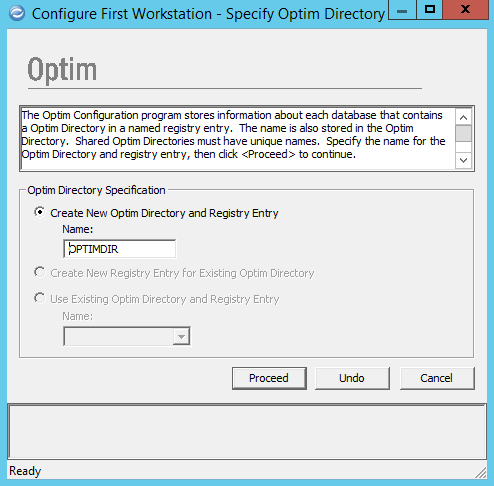 Configure First Workstation - Specify Optim Directory
Optim
The Optim Configuration program stores information about each database that contains
a Optim Directory in a named registry entry.  The name is also stored in the Optim
Directory.  Shared Optim Directories must have unique names.  Specify the name for the
Optim Directory and registry entry, then click <Proceed> to continue.
Optim Directory Specification
Create New Optim Directory and Registry Entry
Name:
OPTIMDIR
Create New Registry Entry for Existing Optim Directory
Use Existing Optim Directory and Registry Entry
Name:
Proceed Undo Cancel
Ready